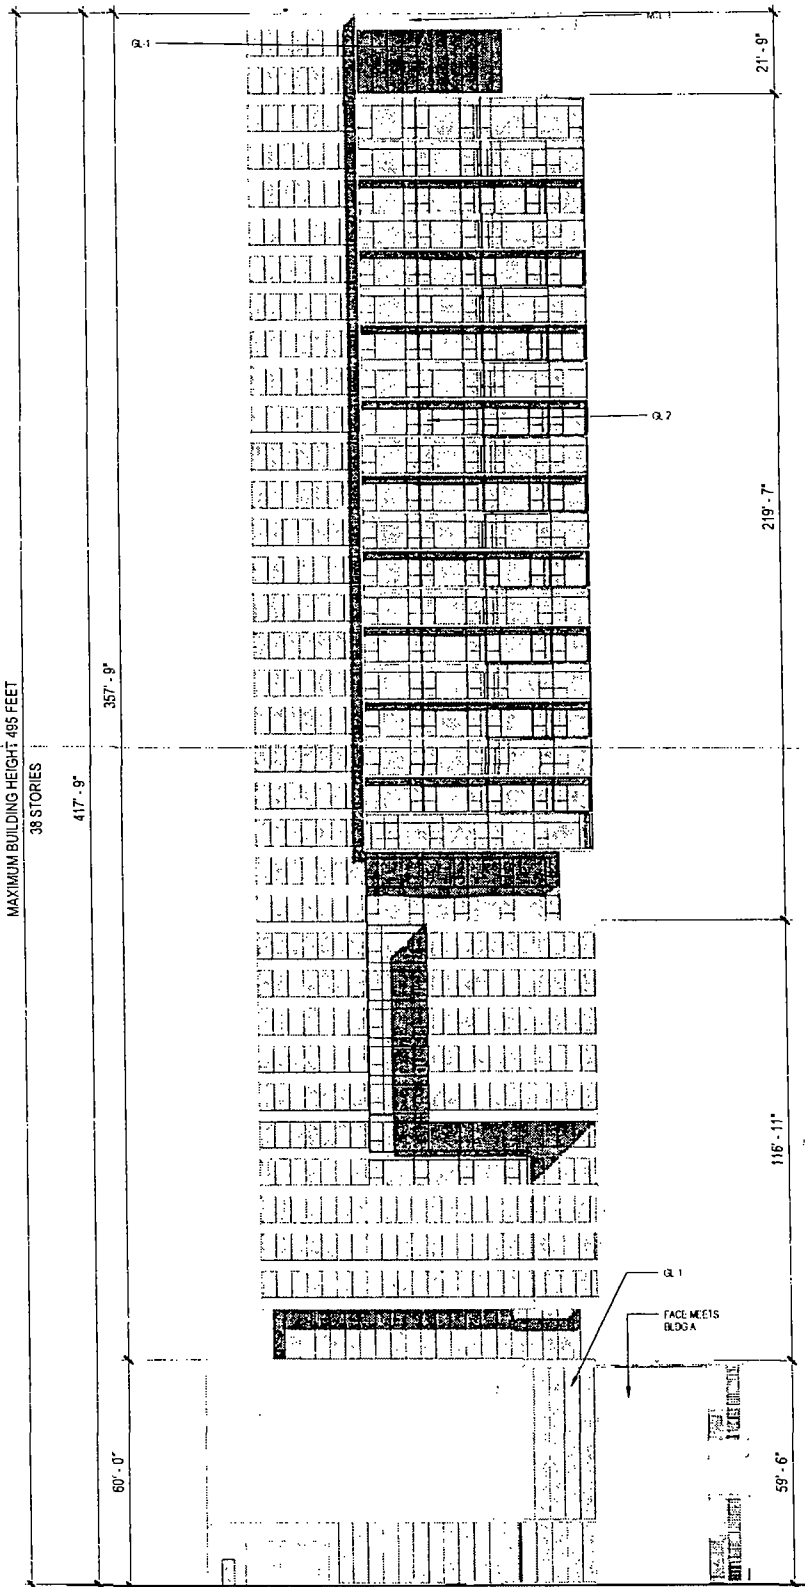 GL-1
21' - 9"
GL 2
219' - 7"
357' - 9"
MAXIMUM BUILDING HEIGHT 495 FEET
38 STORIES
417' - 9"
116' - 11"
GL 1
FACE MEETS
BLDG A
60' - 0"
59' - 6"